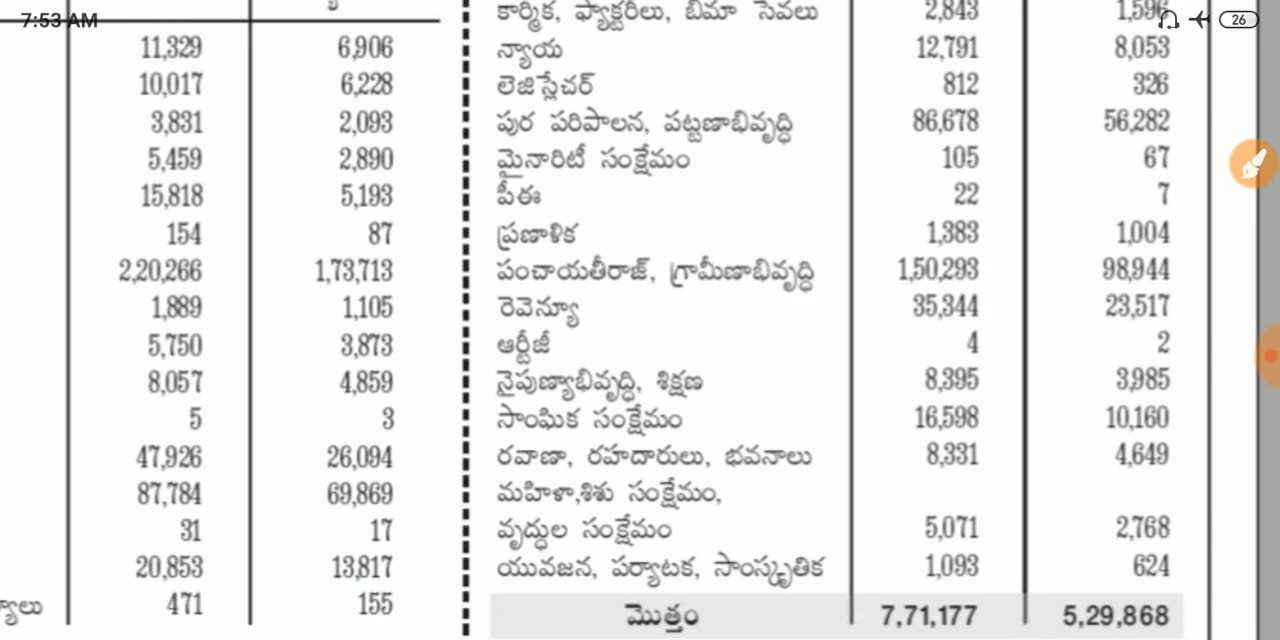 7:53 AM
26
11,329 6,906
10,017 6,228
3,831 2,093
5,459 2,890
15,818 5,193
154 87
2,20,266 1,73,713
1,889 1,105
5,750 3,873
8,057 4,859
5 3
47,926 26,094
87,784 69,869
31 17
20,853 13,817
471 155
కార్మిక, ఫ్యాక్టరీలు, బీమా సేవలు 2,843 1,596
న్యాయ 12,791 8,053
లెజిస్లేచర్ 812 326
పుర పరిపాలన, పట్టణాభివృద్ధి 86,678 56,282
మైనారిటీ సంక్షేమం 105 67
పీఈ 22 7
ప్రణాళిక 1,383 1,004
పంచాయతీరాజ్, గ్రామీణాభివృద్ధి 1,50,293 98,944
రెవెన్యూ 35,344 23,517
ఆర్టీజీ 4 2
నైపుణ్యాభివృద్ధి, శిక్షణ 8,395 3,985
సాంఘిక సంక్షేమం 16,598 10,160
రవాణా, రహదారులు, భవనాలు 8,331 4,649
మహిళా,శిశు సంక్షేమం,
వృద్ధుల సంక్షేమం 5,071 2,768
యువజన, పర్యాటక, సాంస్కృతిక 1,093 624
మొత్తం 7,71,177 5,29,868